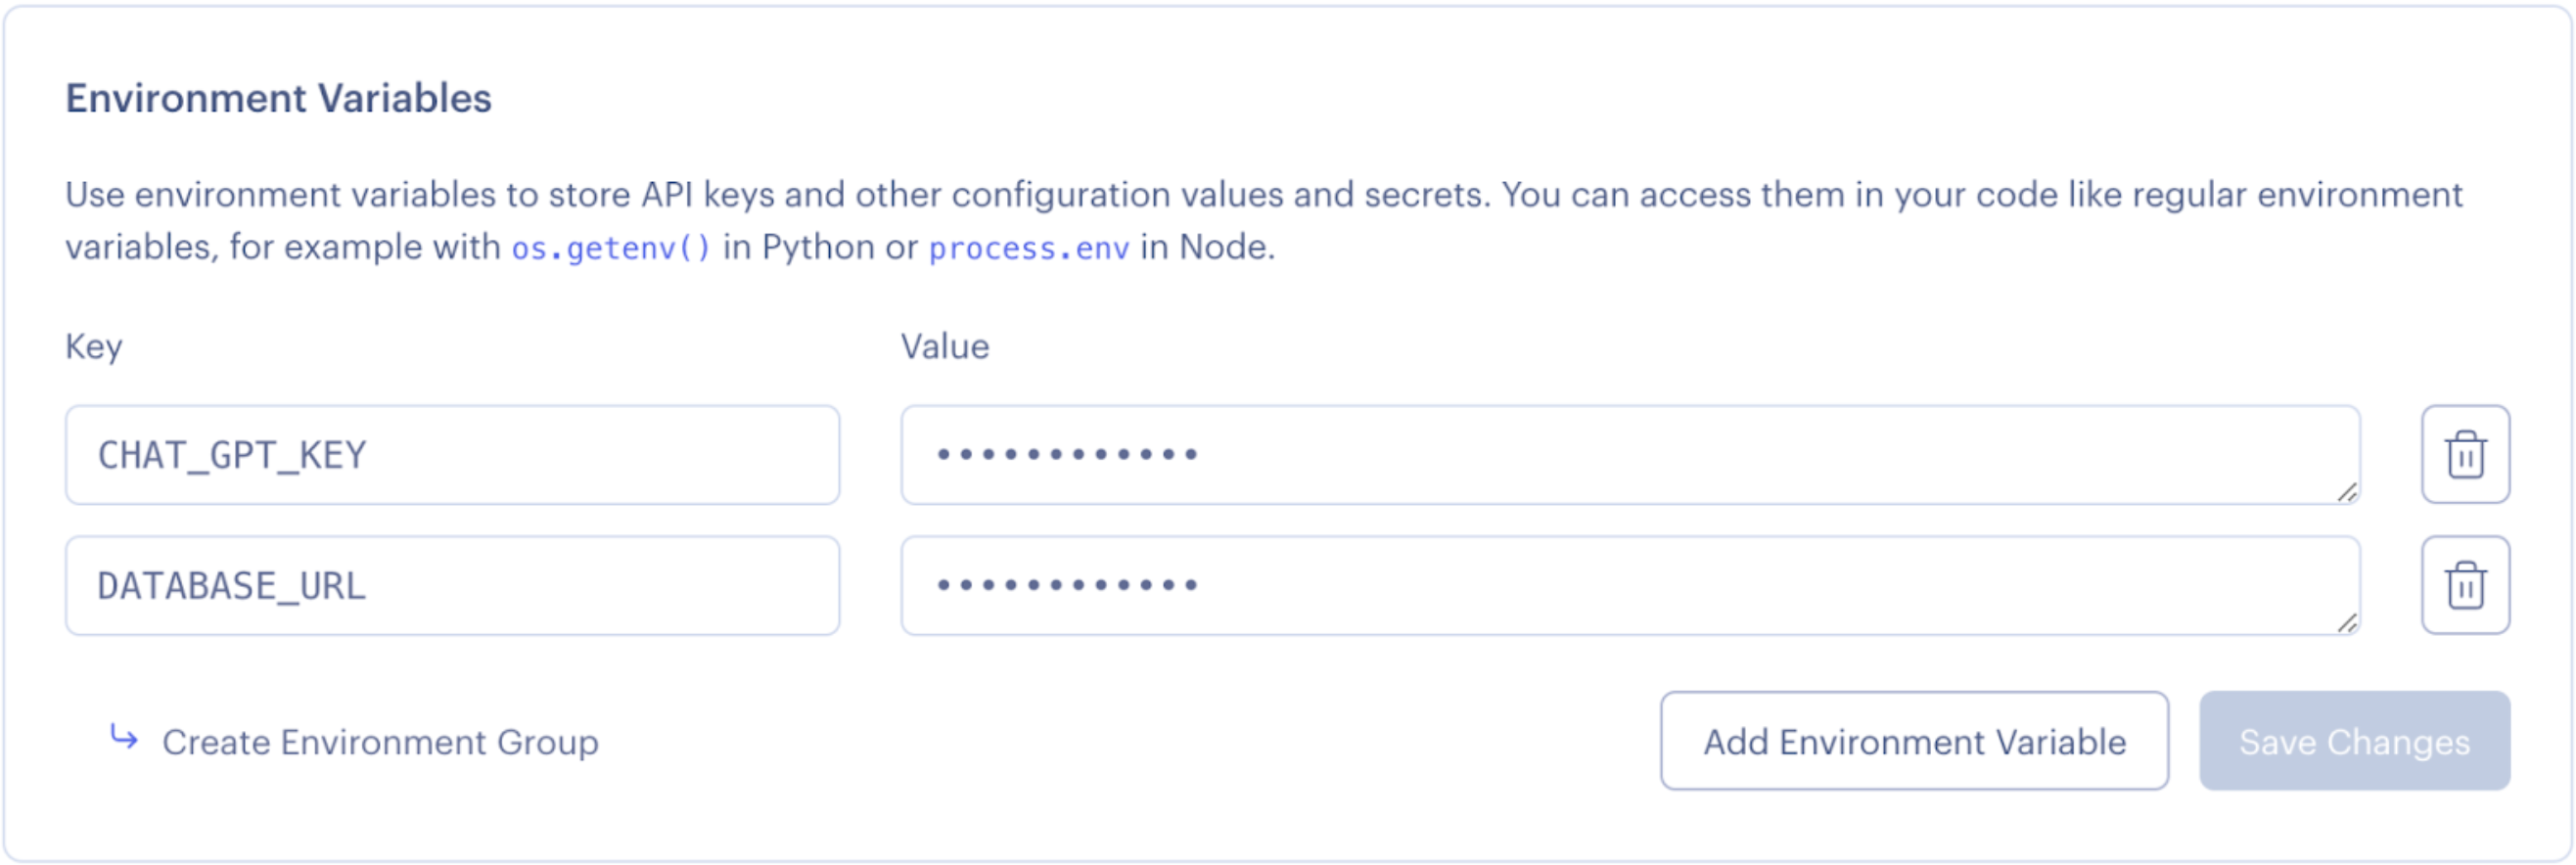 Environment Variables
Use environment variables to store API keys and other configuration values and secrets. You can access them in your code like regular environment
variables, for example with os.getenv() in Python or process.env in Node.
Key Value
CHAT_GPT_KEY ••••••••••••
DATABASE_URL ••••••••••••
Create Environment Group Add Environment Variable Save Changes